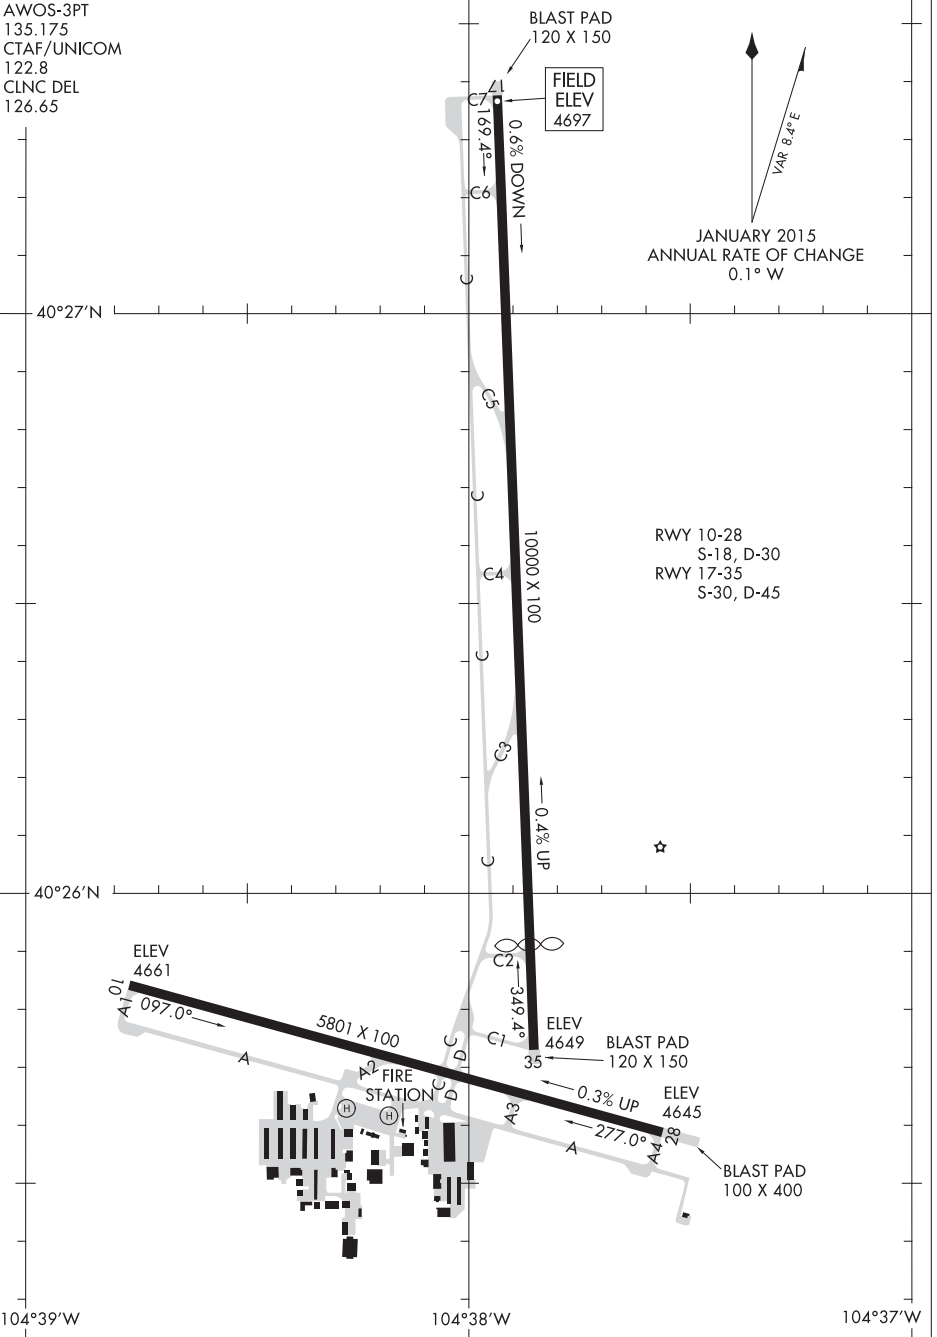 AWOS-3PT
135.175
CTAF/UNICOM
122.8
CLNC DEL
126.65
BLAST PAD
120 X 150
FIELD
ELEV
4697
17
C7
169.4°
0.6% DOWN
C6
VAR 8.4° E
JANUARY 2015
ANNUAL RATE OF CHANGE
0.1° W
C
40°27'N
C5
C
10000 X 100
RWY 10-28
S-18, D-30
RWY 17-35
S-30, D-45
C4
C
C3
0.4% UP
C
40°26'N
C2
349.4°
ELEV
4661
10
A1
097.0°
5801 X 100
A
A2
FIRE
STATION
H
H
C
D
C
D
C1
ELEV
4649
35
BLAST PAD
120 X 150
0.3% UP
ELEV
4645
277.0°
28
A3
A
A4
BLAST PAD
100 X 400
104°39'W
104°38'W
104°37'W